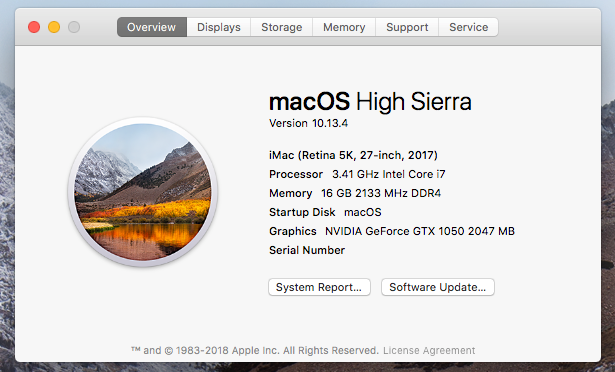 Overview Displays Storage Memory Support Service
macOS High Sierra
Version 10.13.4
iMac (Retina 5K, 27-inch, 2017)
Processor 3.41 GHz Intel Core i7
Memory 16 GB 2133 MHz DDR4
Startup Disk macOS
Graphics NVIDIA GeForce GTX 1050 2047 MB
Serial Number
System Report... Software Update...
™ and © 1983-2018 Apple Inc. All Rights Reserved. License Agreement